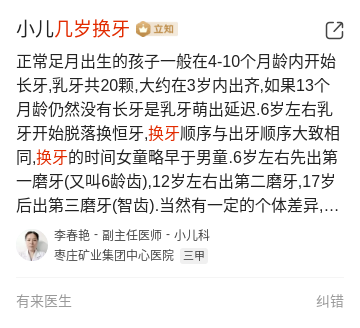 小儿几岁换牙 立知
正常足月出生的孩子一般在4-10个月龄内开始
长牙,乳牙共20颗,大约在3岁内出齐,如果13个
月龄仍然没有长牙是乳牙萌出延迟.6岁左右乳
牙开始脱落换恒牙,换牙顺序与出牙顺序大致相
同,换牙的时间女童略早于男童.6岁左右先出第
一磨牙(又叫6龄齿),12岁左右出第二磨牙,17岁
后出第三磨牙(智齿).当然有一定的个体差异,…
李春艳 - 副主任医师 - 小儿科
枣庄矿业集团中心医院 三甲
有来医生 纠错